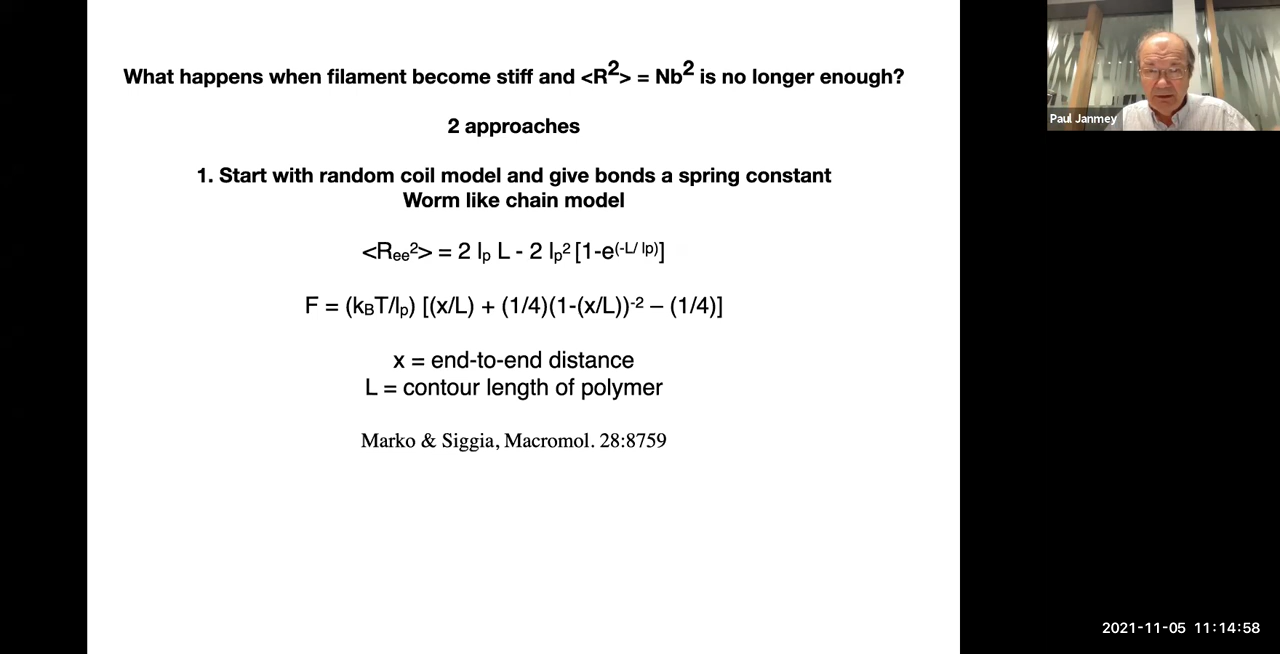 What happens when filament become stiff and <R²> = Nb² is no longer enough?
2 approaches
1. Start with random coil model and give bonds a spring constant
Worm like chain model
<Rₑₑ²> = 2 lₚ L - 2 lₚ² [1-e^(-L/ lp)]
F = (k_BT/lₚ) [(x/L) + (1/4)(1-(x/L))⁻² – (1/4)]
x = end-to-end distance
L = contour length of polymer
Marko & Siggia, Macromol. 28:8759
Paul Janmey
2021-11-05 11:14:58